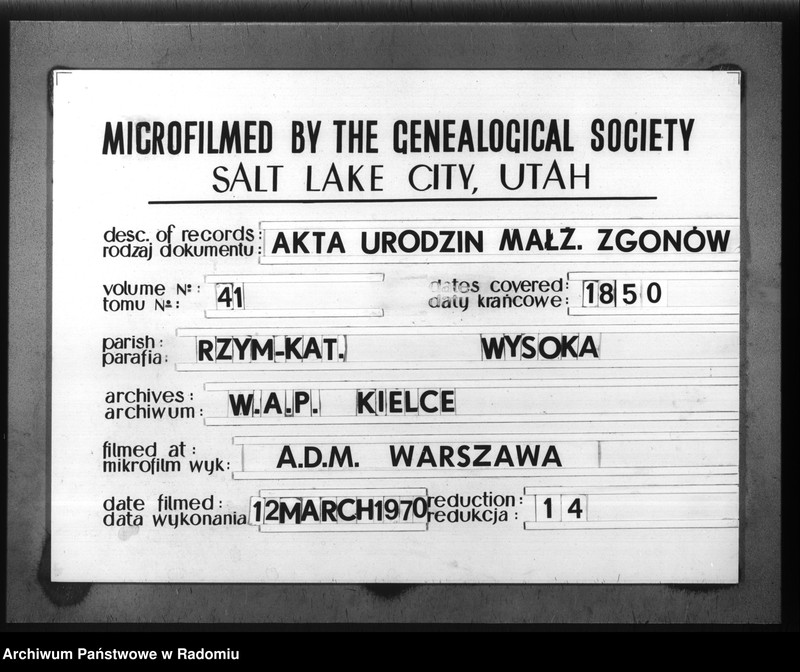 MICROFILMED BY THE GENEALOGICAL SOCIETY
SALT LAKE CITY, UTAH
desc. of records: AKTA URODZIN MAŁŻ. ZGONÓW
rodzaj dokumentu:
volume №: 41 dates covered: 1850
tomu №: daty krańcowe:
parish: RZYM-KAT. WYSOKA
parafia:
archives: W.A.P. KIELCE
archiwum:
filmed at: A.D.M. WARSZAWA
mikrofilm wyk:
date filmed: 12MARCH1970 reduction: 14
data wykonania redukcja:
Archiwum Państwowe w Radomiu